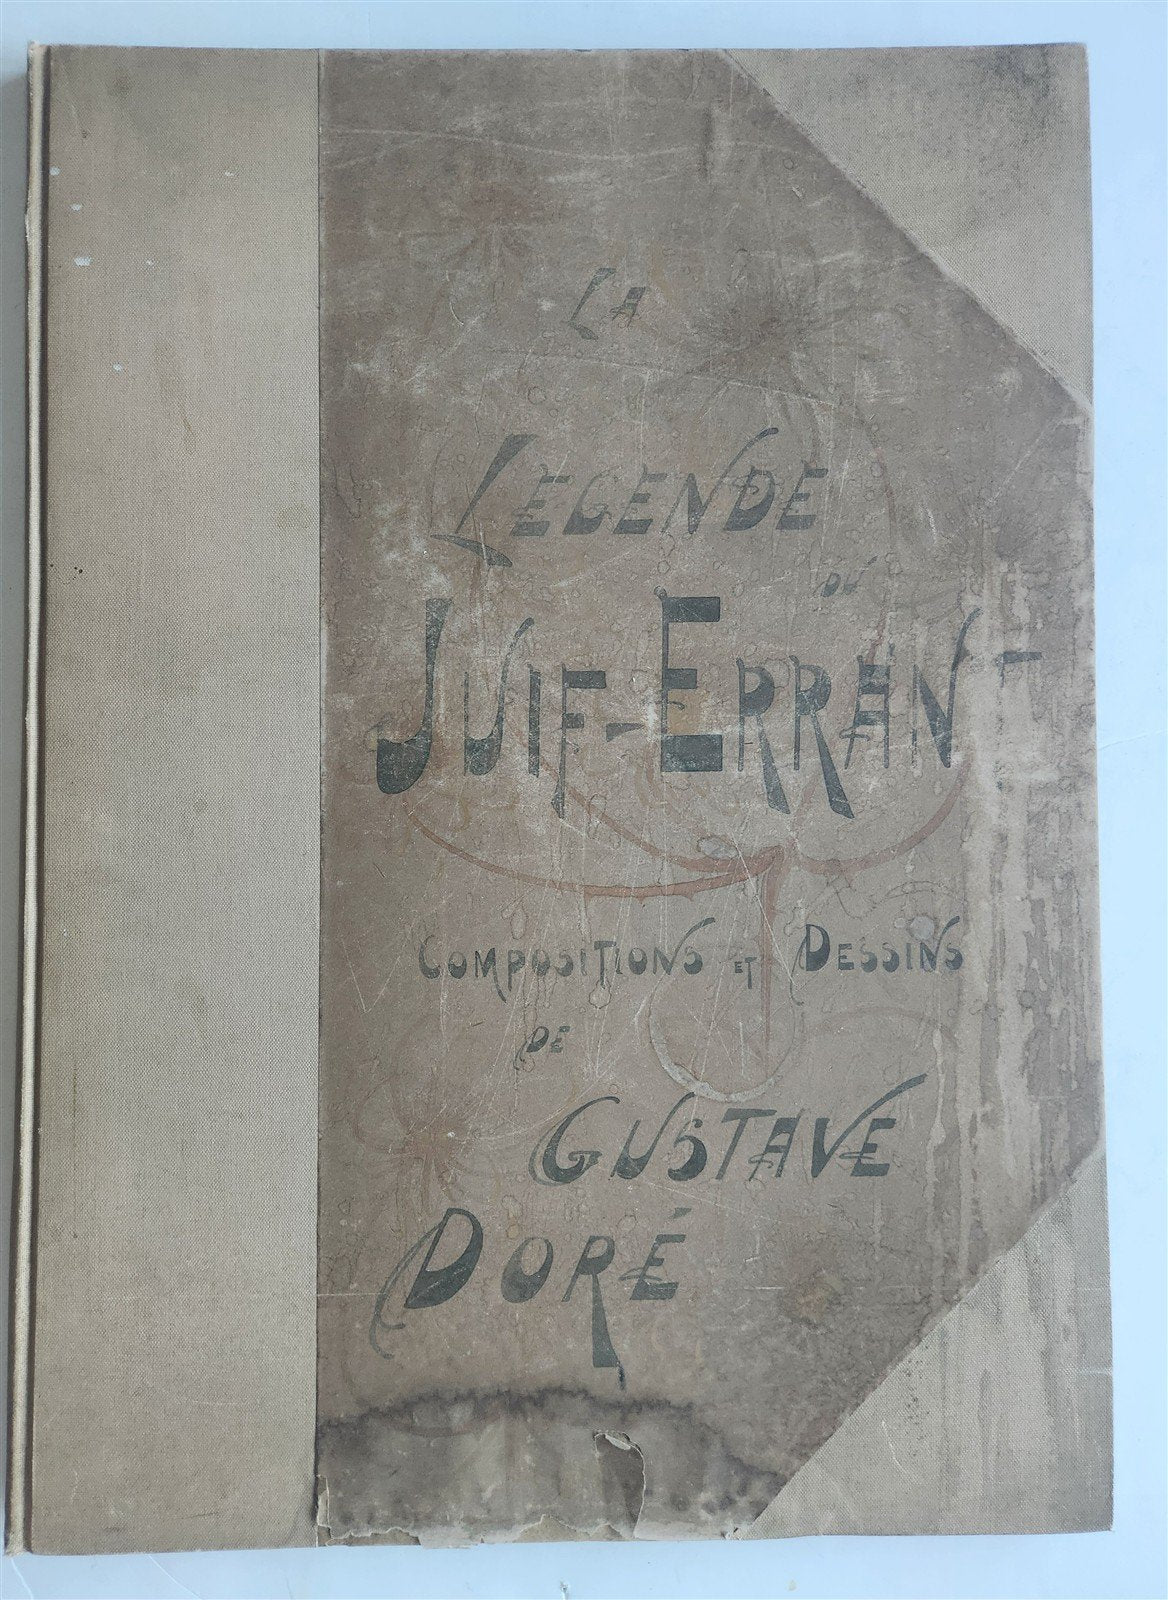 LA
LEGENDE
DU
JUIF-ERRANT
COMPOSITIONS ET DESSINS
DE
GUSTAVE
DORÉ